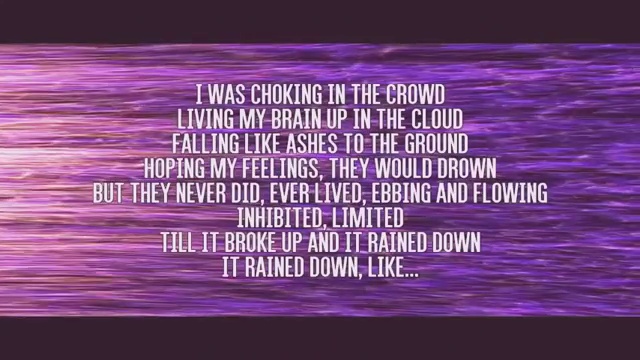 I WAS CHOKING IN THE CROWD
LIVING MY BRAIN UP IN THE CLOUD
FALLING LIKE ASHES TO THE GROUND
HOPING MY FEELINGS, THEY WOULD DROWN
BUT THEY NEVER DID, EVER LIVED, EBBING AND FLOWING
INHIBITED, LIMITED
TILL IT BROKE UP AND IT RAINED DOWN
IT RAINED DOWN, LIKE...